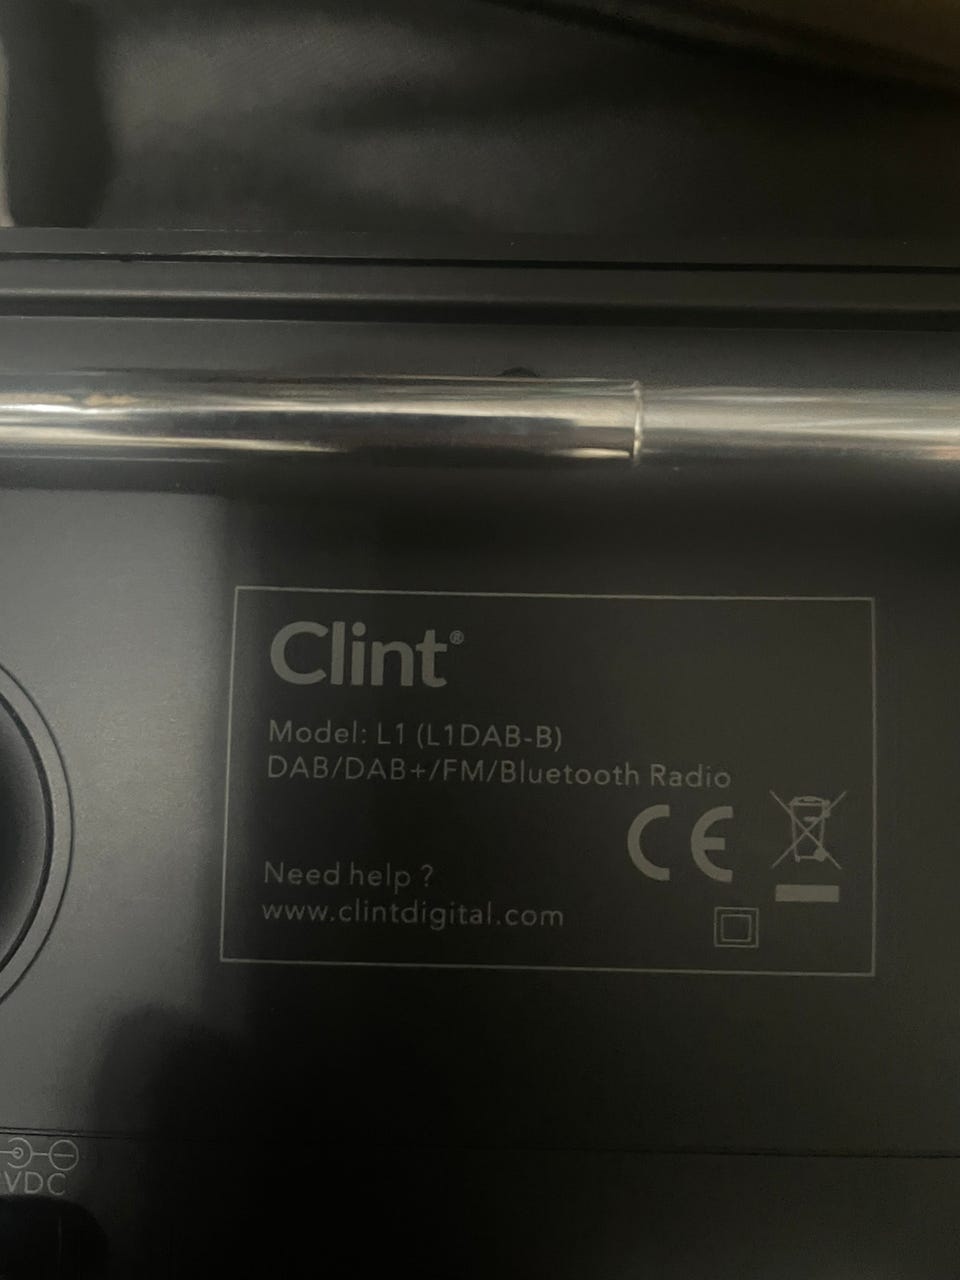 Clint®
Model: L1 (L1DAB-B)
DAB/DAB+/FM/Bluetooth Radio
CE
Need help ?
www.clintdigital.com
VDC